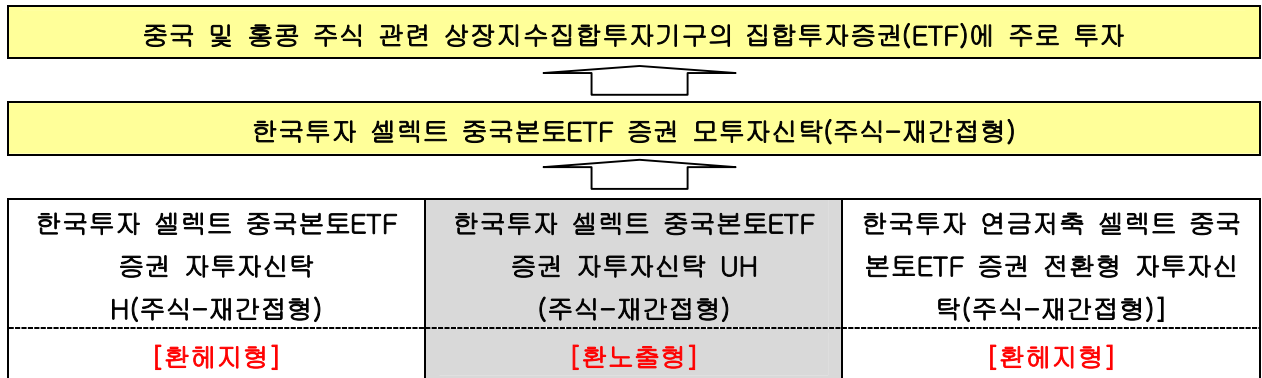 중국 및 홍콩 주식 관련 상장지수집합투자기구의 집합투자증권(ETF)에 주로 투자
한국투자 셀렉트 중국본토ETF 증권 모투자신탁(주식-재간접형)
한국투자 셀렉트 중국본토ETF
증권 자투자신탁
H(주식-재간접형)
[환헤지형]
한국투자 셀렉트 중국본토ETF
증권 자투자신탁 UH
(주식-재간접형)
[환노출형]
한국투자 연금저축 셀렉트 중국
본토ETF 증권 전환형 자투자신
탁(주식-재간접형)]
[환헤지형]